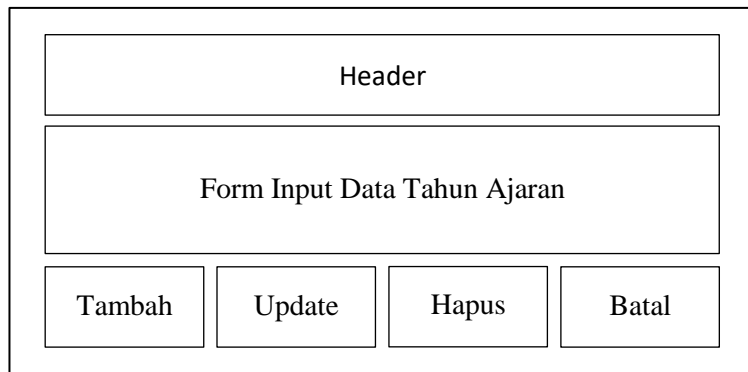 Header
Form Input Data Tahun Ajaran
Tambah
Update
Hapus
Batal